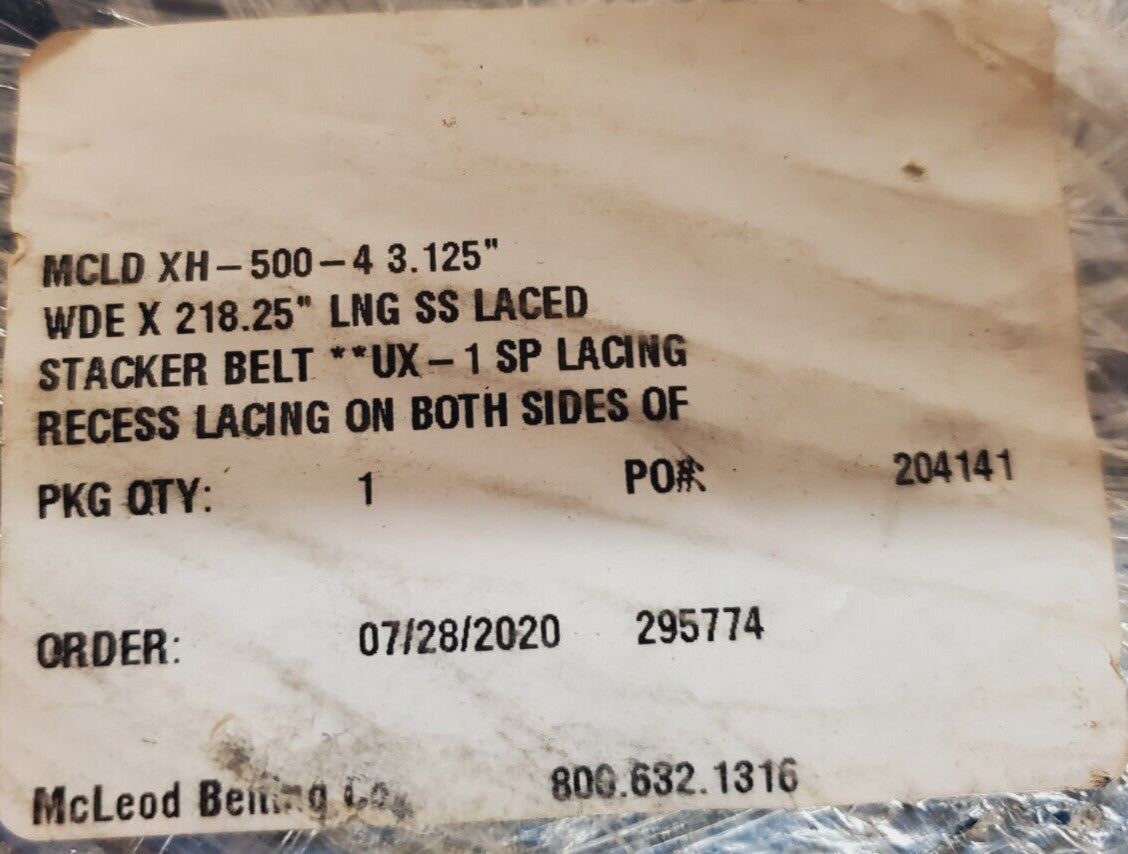 MCLD XH-500-4 3.125"
WDE X 218.25" LNG SS LACED
STACKER BELT **UX-1 SP LACING
RECESS LACING ON BOTH SIDES OF
PKG QTY: 1 PO#: 204141
ORDER: 07/28/2020 295774
McLeod Belting Co. 800.632.1316